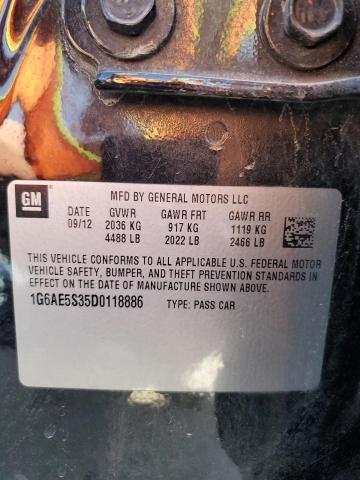 GM
MFD BY GENERAL MOTORS LLC
DATE GVWR GAWR FRT GAWR RR
09/12 2036 KG 917 KG 1119 KG
4488 LB 2022 LB 2466 LB
THIS VEHICLE CONFORMS TO ALL APPLICABLE U.S. FEDERAL MOTOR
VEHICLE SAFETY, BUMPER, AND THEFT PREVENTION STANDARDS IN
EFFECT ON THE DATE OF MANUFACTURE SHOWN ABOVE.
1G6AE5S35D0118886 TYPE: PASS CAR